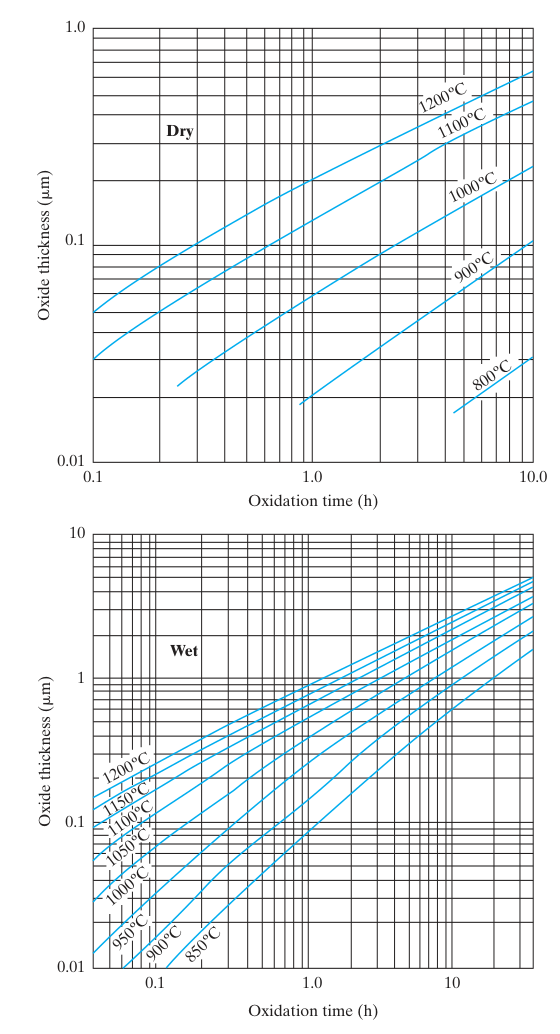 1.0
1200°C
1100°C
Dry
1000°C
Oxide thickness (μm)
0.1
900°C
800°C
0.01
0.1
1.0
10.0
Oxidation time (h)
10
Wet
1
Oxide thickness (μm)
1200°C
1150°C
1100°C
0.1
1050°C
1000°C
950°C
900°C
850°C
0.01
0.1
1.0
10
Oxidation time (h)